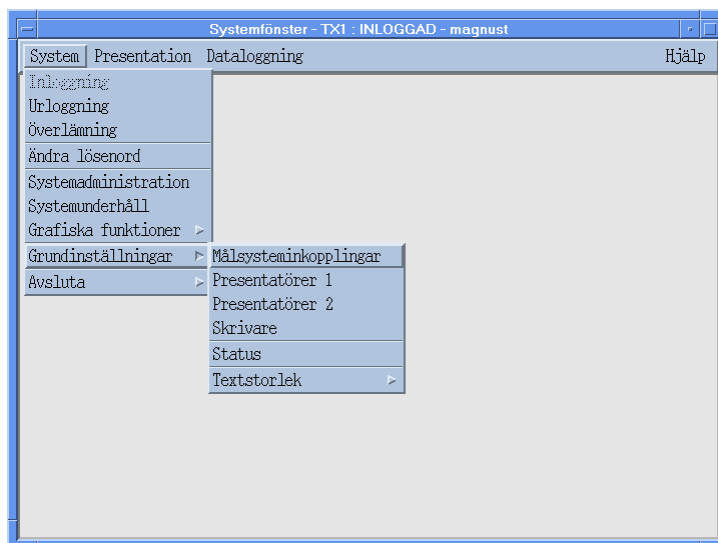 Systemfönster - TX1 : INLOGGAD - magnust
System Presentation Dataloggning Hjälp
Inloggning
Urloggning
Överlämning
Ändra lösenord
Systemadministration
Systemunderhåll
Grafiska funktioner
Grundinställningar
Avsluta
Målsysteminkopplingar
Presentatörer 1
Presentatörer 2
Skrivare
Status
Textstorlek